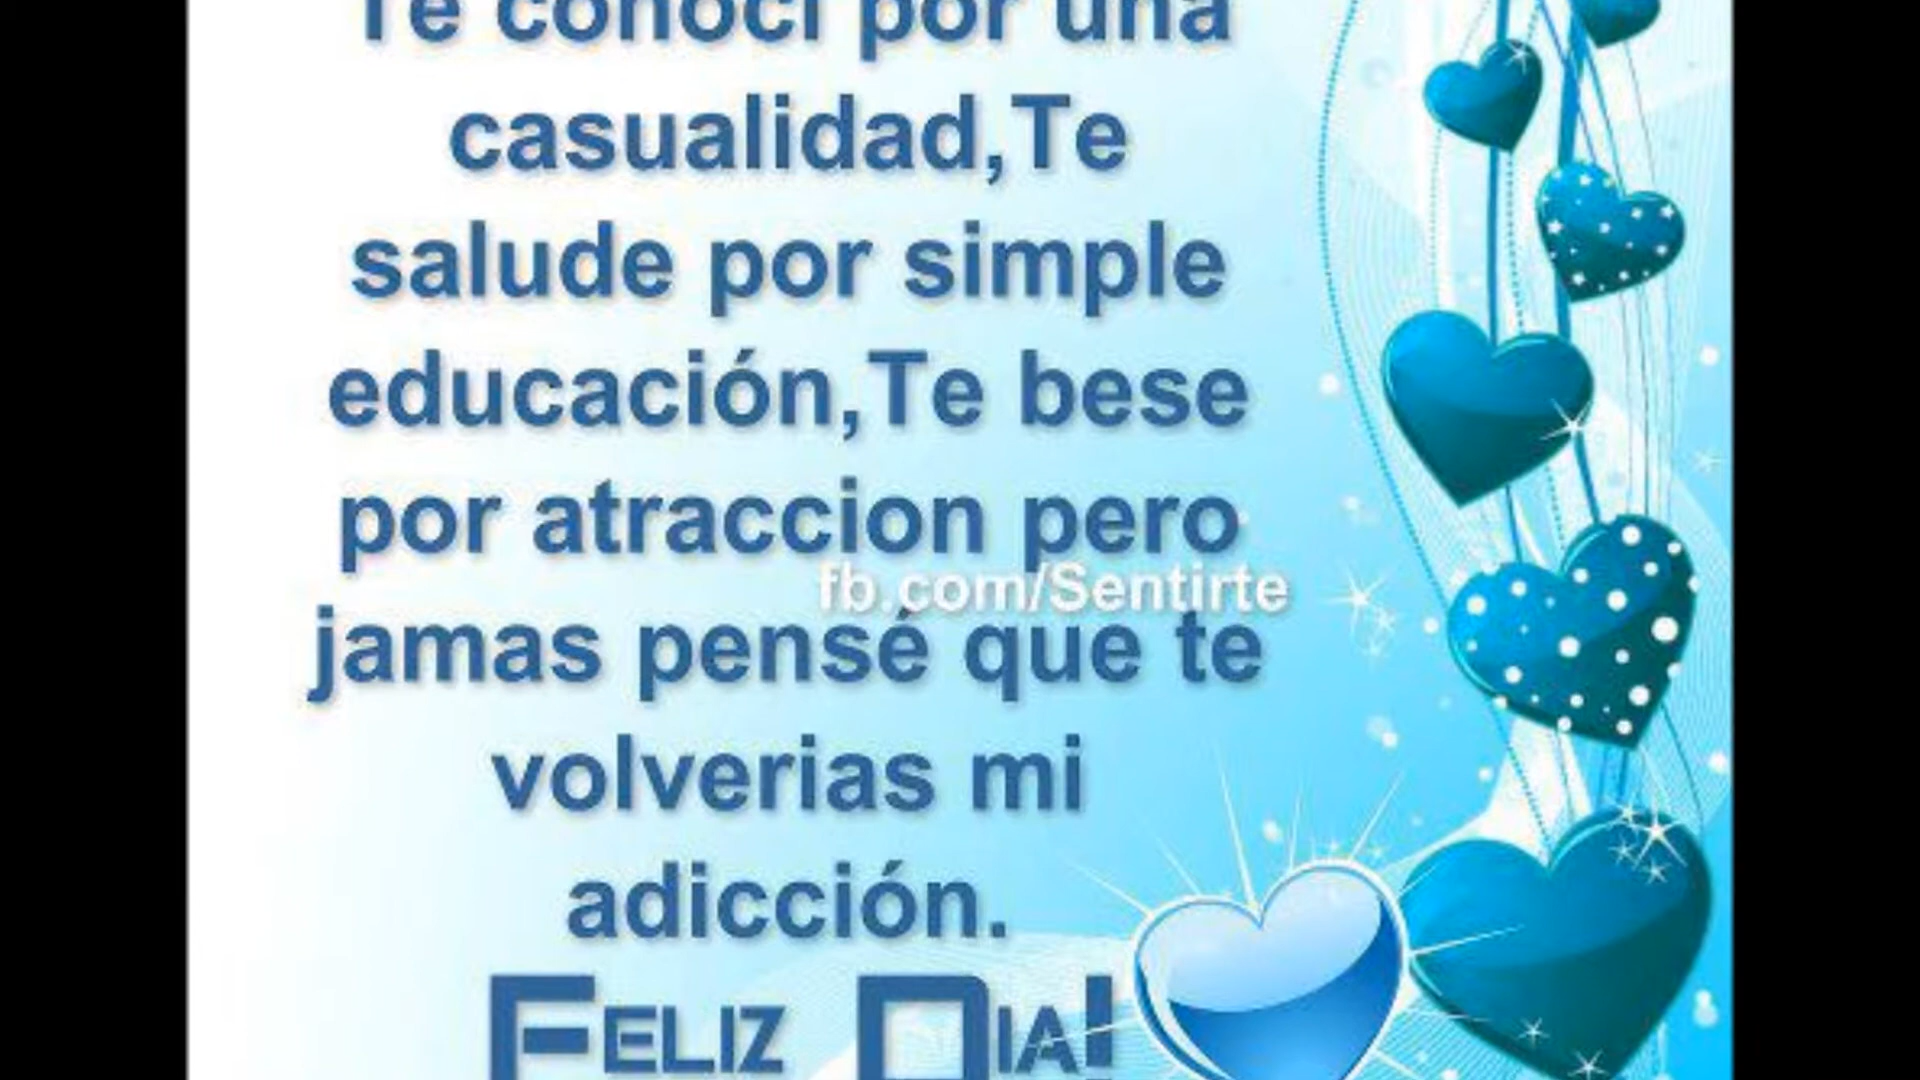 Te conoci por una
casualidad,Te
salude por simple
educación,Te bese
por atraccion pero
fb.com/Sentirte
jamas pensé que te
volverias mi
adicción.
FELIZ DIA!